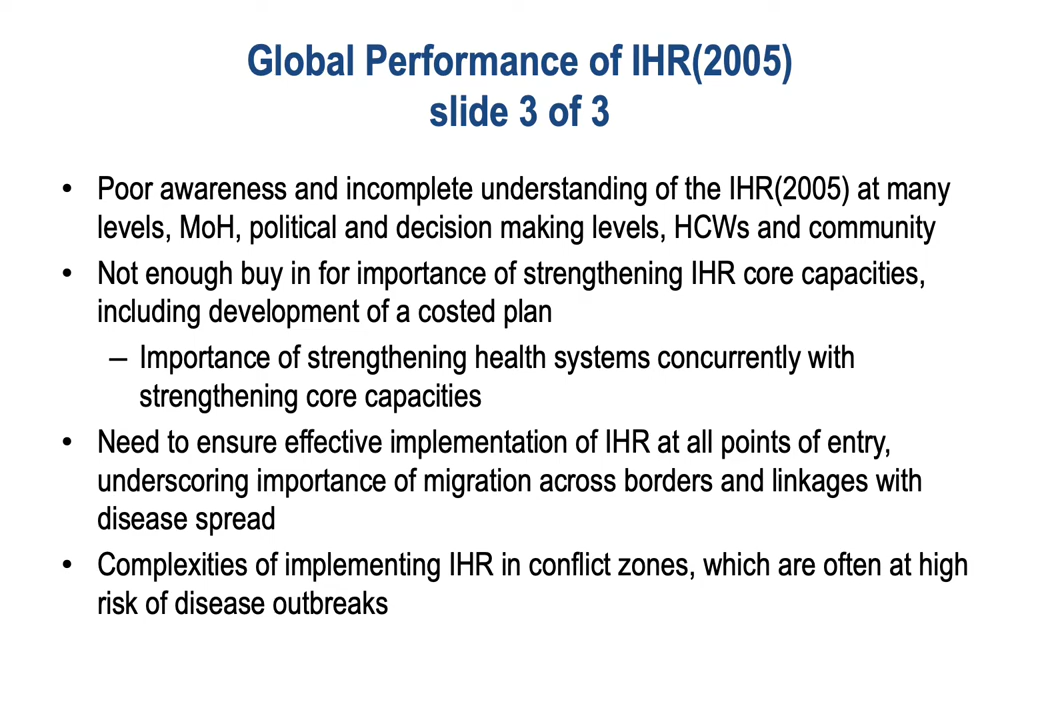 Global Performance of IHR(2005)
slide 3 of 3
• Poor awareness and incomplete understanding of the IHR(2005) at many
levels, MoH, political and decision making levels, HCWs and community
• Not enough buy in for importance of strengthening IHR core capacities,
including development of a costed plan
– Importance of strengthening health systems concurrently with
strengthening core capacities
• Need to ensure effective implementation of IHR at all points of entry,
underscoring importance of migration across borders and linkages with
disease spread
• Complexities of implementing IHR in conflict zones, which are often at high
risk of disease outbreaks